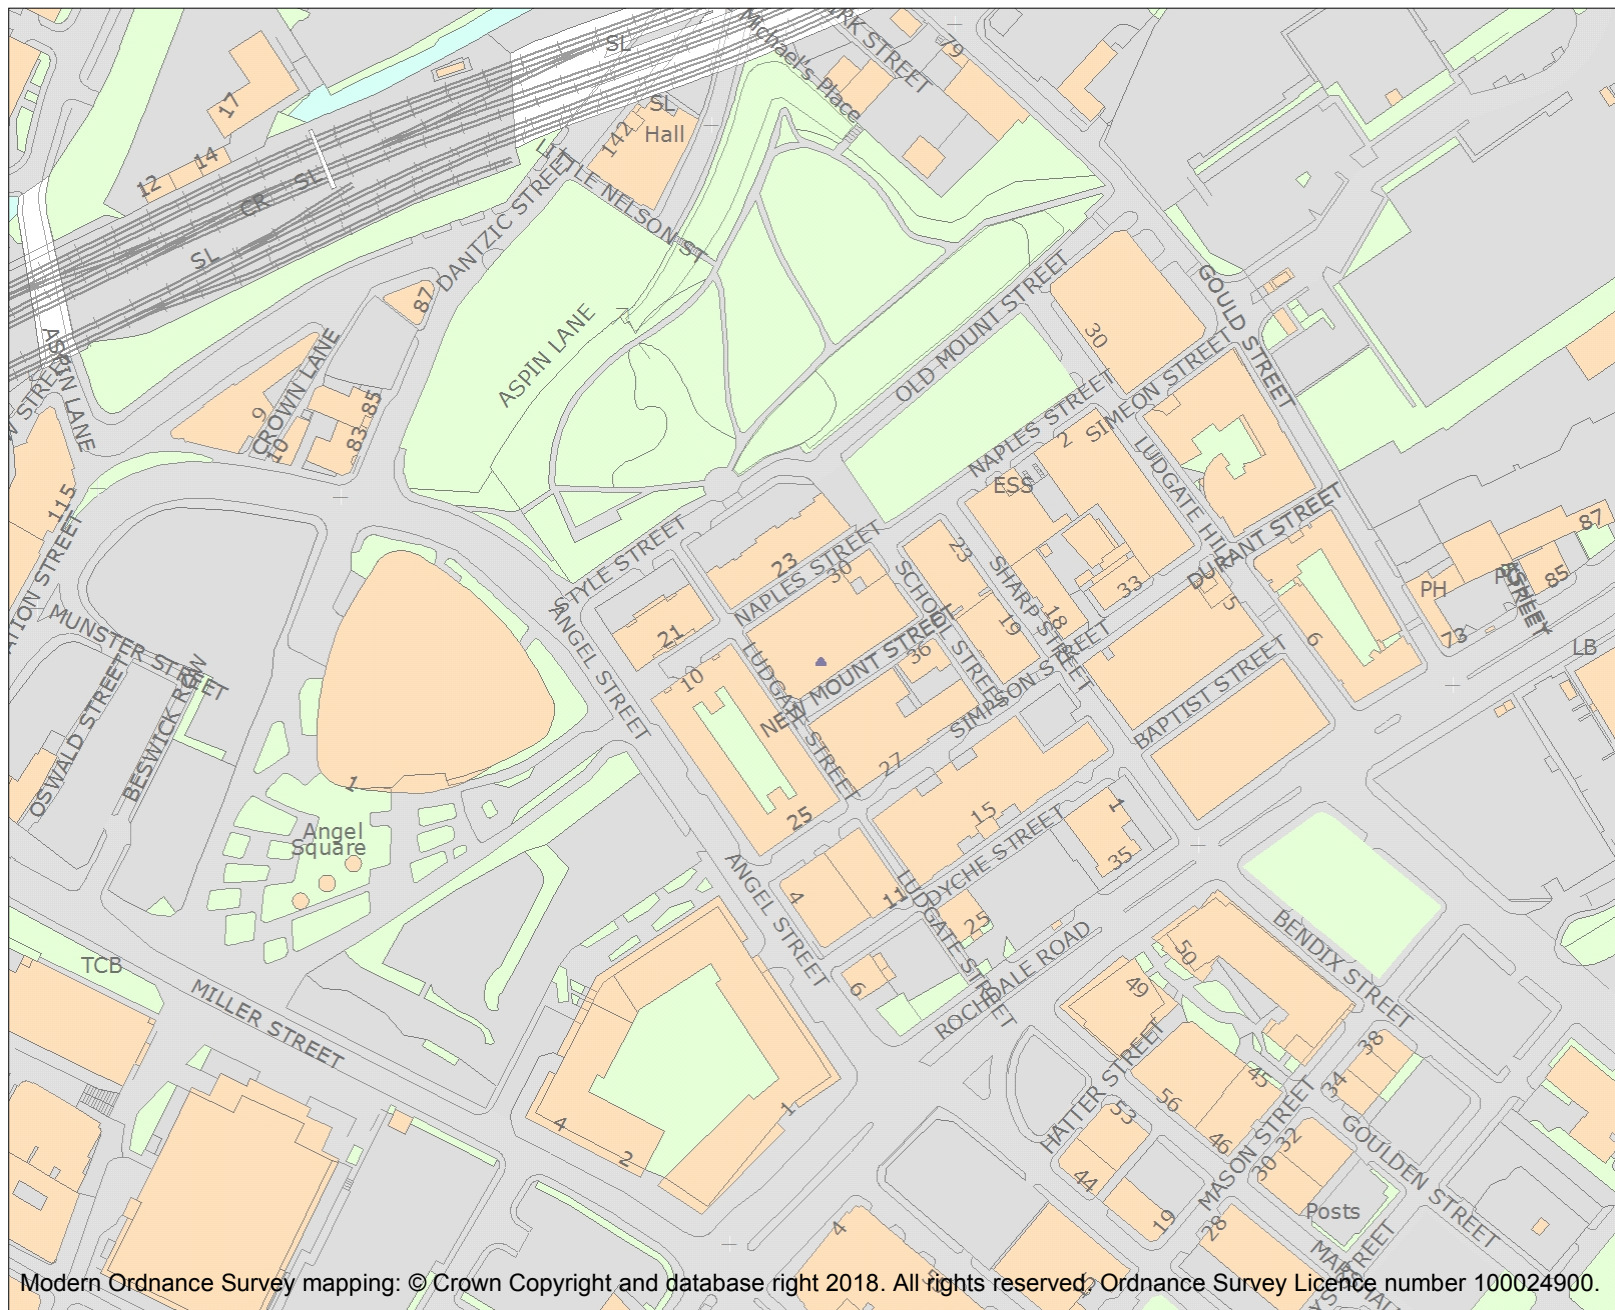 SL
Michael's Place
STREET
79
17
SL
142
Hall
LITTLE NELSON ST
12
14
SL
CR
SL
DANTZIC STREET
87
ASPIN LANE
ASPIN LANE
CROWN LANE
9
10
85
83
115
OLD MOUNT STREET
30
GOULD STREET
SIMEON STREET
NAPLES STREET
2
ESS
LUDGATE HILL
DURANT STREET
87
85
PH
73
LB
STYLE STREET
ANGEL STREET
23
NAPLES STREET
30
21
SCHOOL STREET
23
SHARP STREET
33
18
19
5
6
MUNSTER STREET
OSWALD STREET
BESWICK ROW
10
LUDGATE STREET
NEW MOUNT STREET
36
SIMPSON STREET
BAPTIST STREET
27
25
15
1
35
DYCHE STREET
1
Angel
Square
ANGEL STREET
4
11
25
LUDGATE STREET
6
ROCHDALE ROAD
TCB
MILLER STREET
50
49
BENDIX STREET
HATTER STREET
38
34
45
56
46
53
44
19
MASON STREET
32
30
28
GOULDEN STREET
Posts
4
2
1
4
Modern Ordnance Survey mapping: © Crown Copyright and database right 2018. All rights reserved. Ordnance Survey Licence number 100024900.